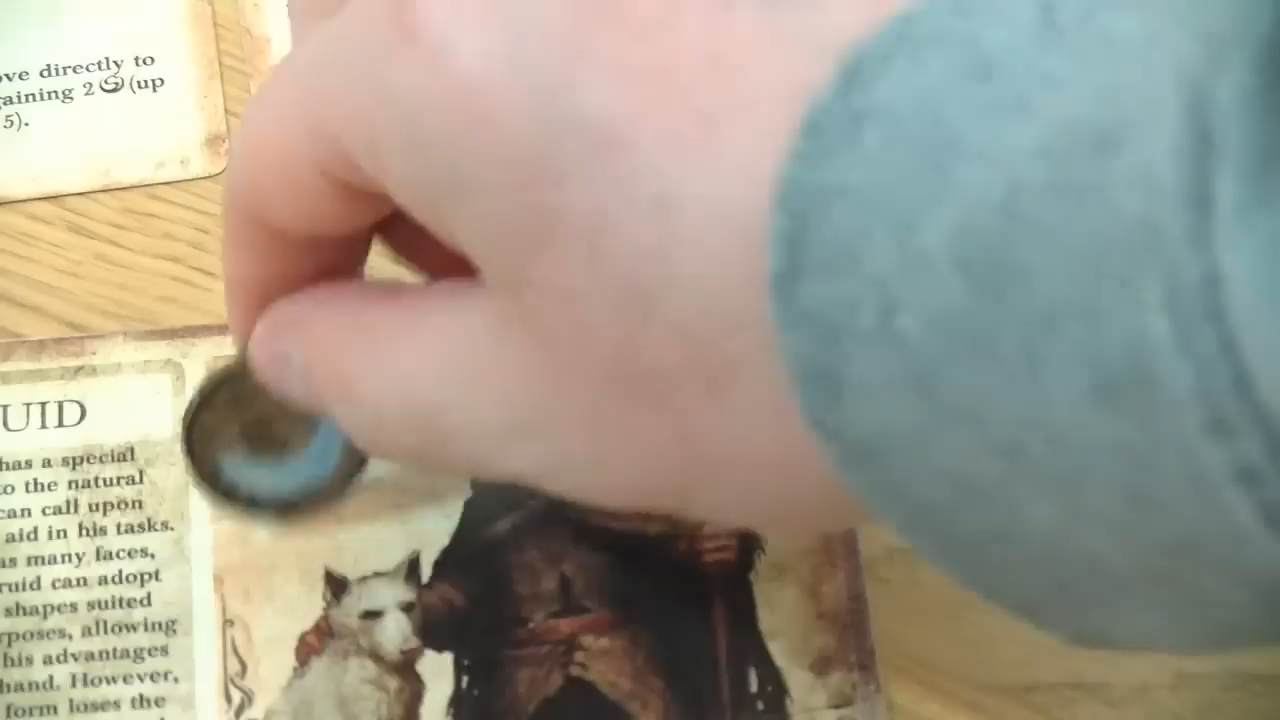 ove directly to
gaining 2 (up
5).
UID
has a special
to the natural
can call upon
aid in his tasks.
as many faces,
ruid can adopt
shapes suited
rposes, allowing
his advantages
hand. However,
form loses the